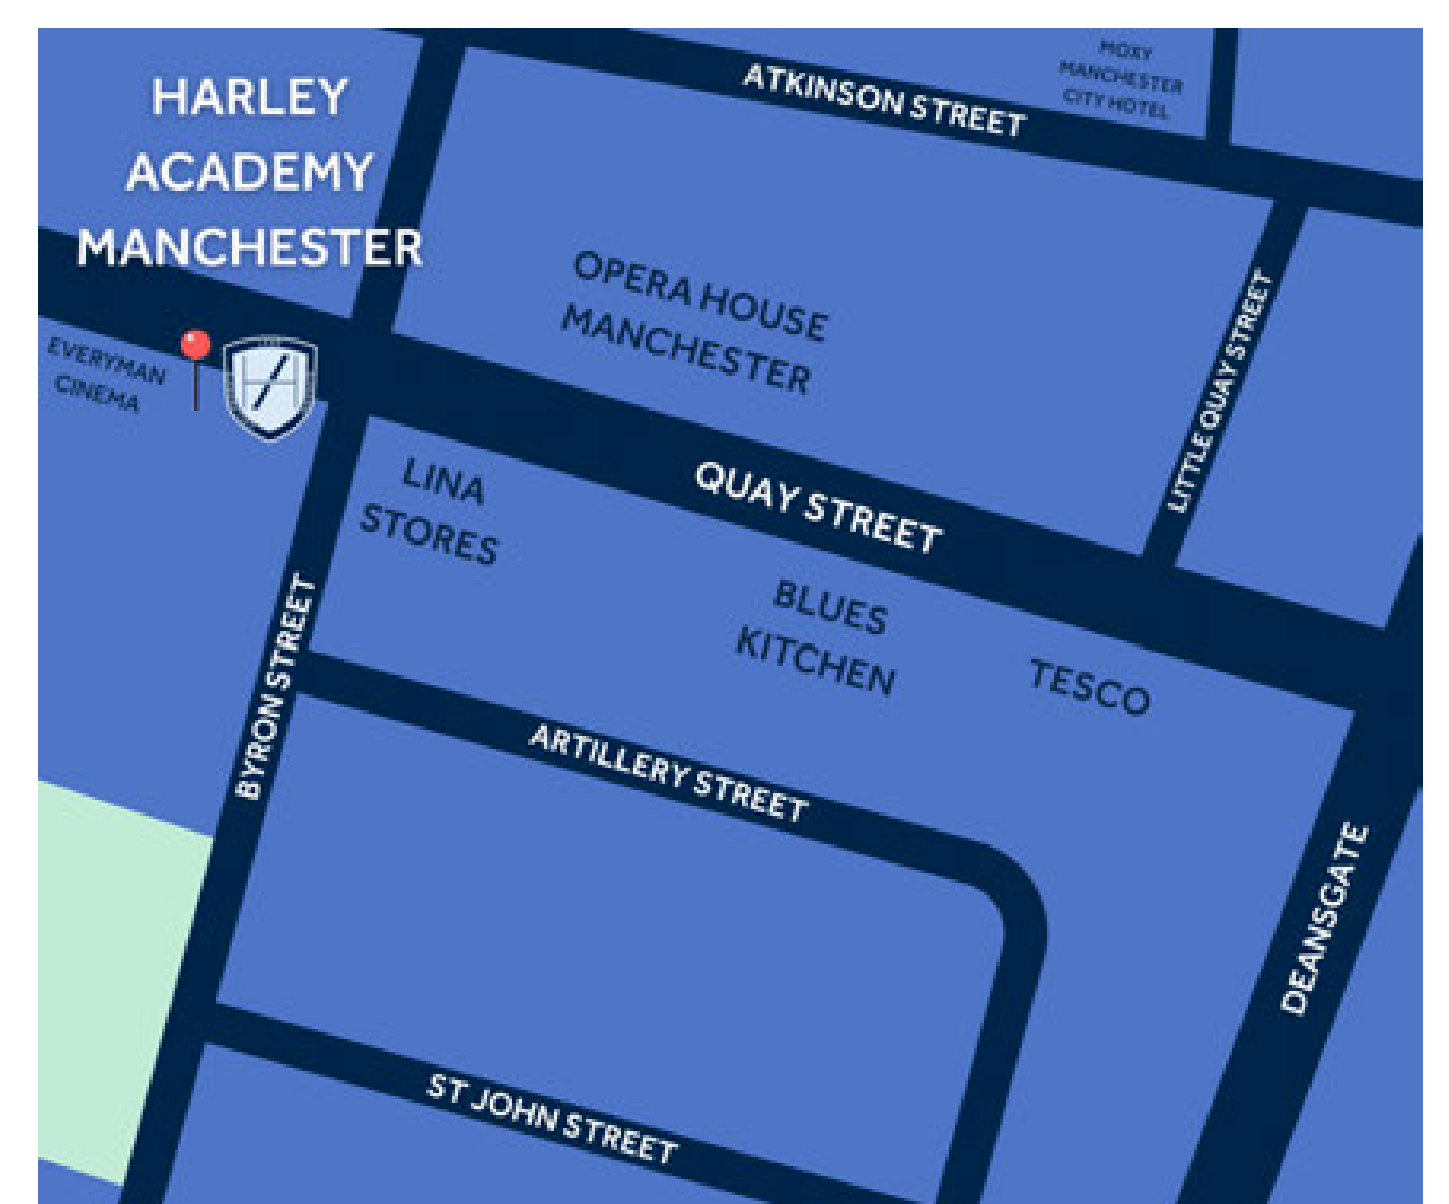 HARLEY
ACADEMY
MANCHESTER
MOXY
MANCHESTER
CITY HOTEL
ATKINSON STREET
OPERA HOUSE
MANCHESTER
LITTLE QUAY STREET
EVERYMAN
CINEMA
QUAY STREET
LINA
STORES
BLUES
KITCHEN
TESCO
BYRON STREET
ARTILLERY STREET
DEANSGATE
ST JOHN STREET